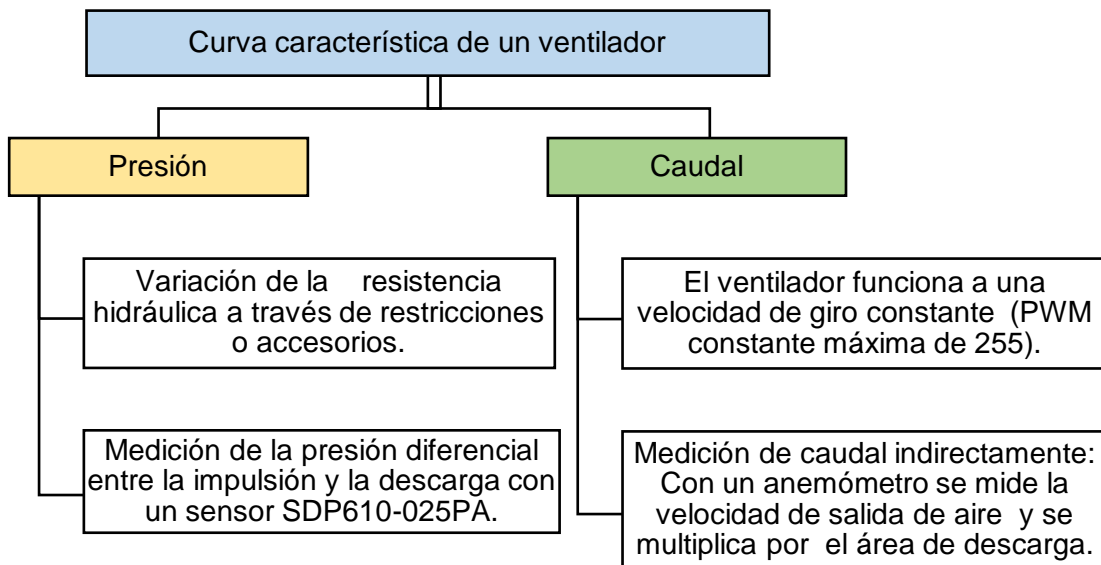 Curva característica de un ventilador
Presión
Variación de la resistencia
hidráulica a través de restricciones
o accesorios.
Medición de la presión diferencial
entre la impulsión y la descarga con
un sensor SDP610-025PA.
Caudal
El ventilador funciona a una
velocidad de giro constante (PWM
constante máxima de 255).
Medición de caudal indirectamente:
Con un anemómetro se mide la
velocidad de salida de aire y se
multiplica por el área de descarga.